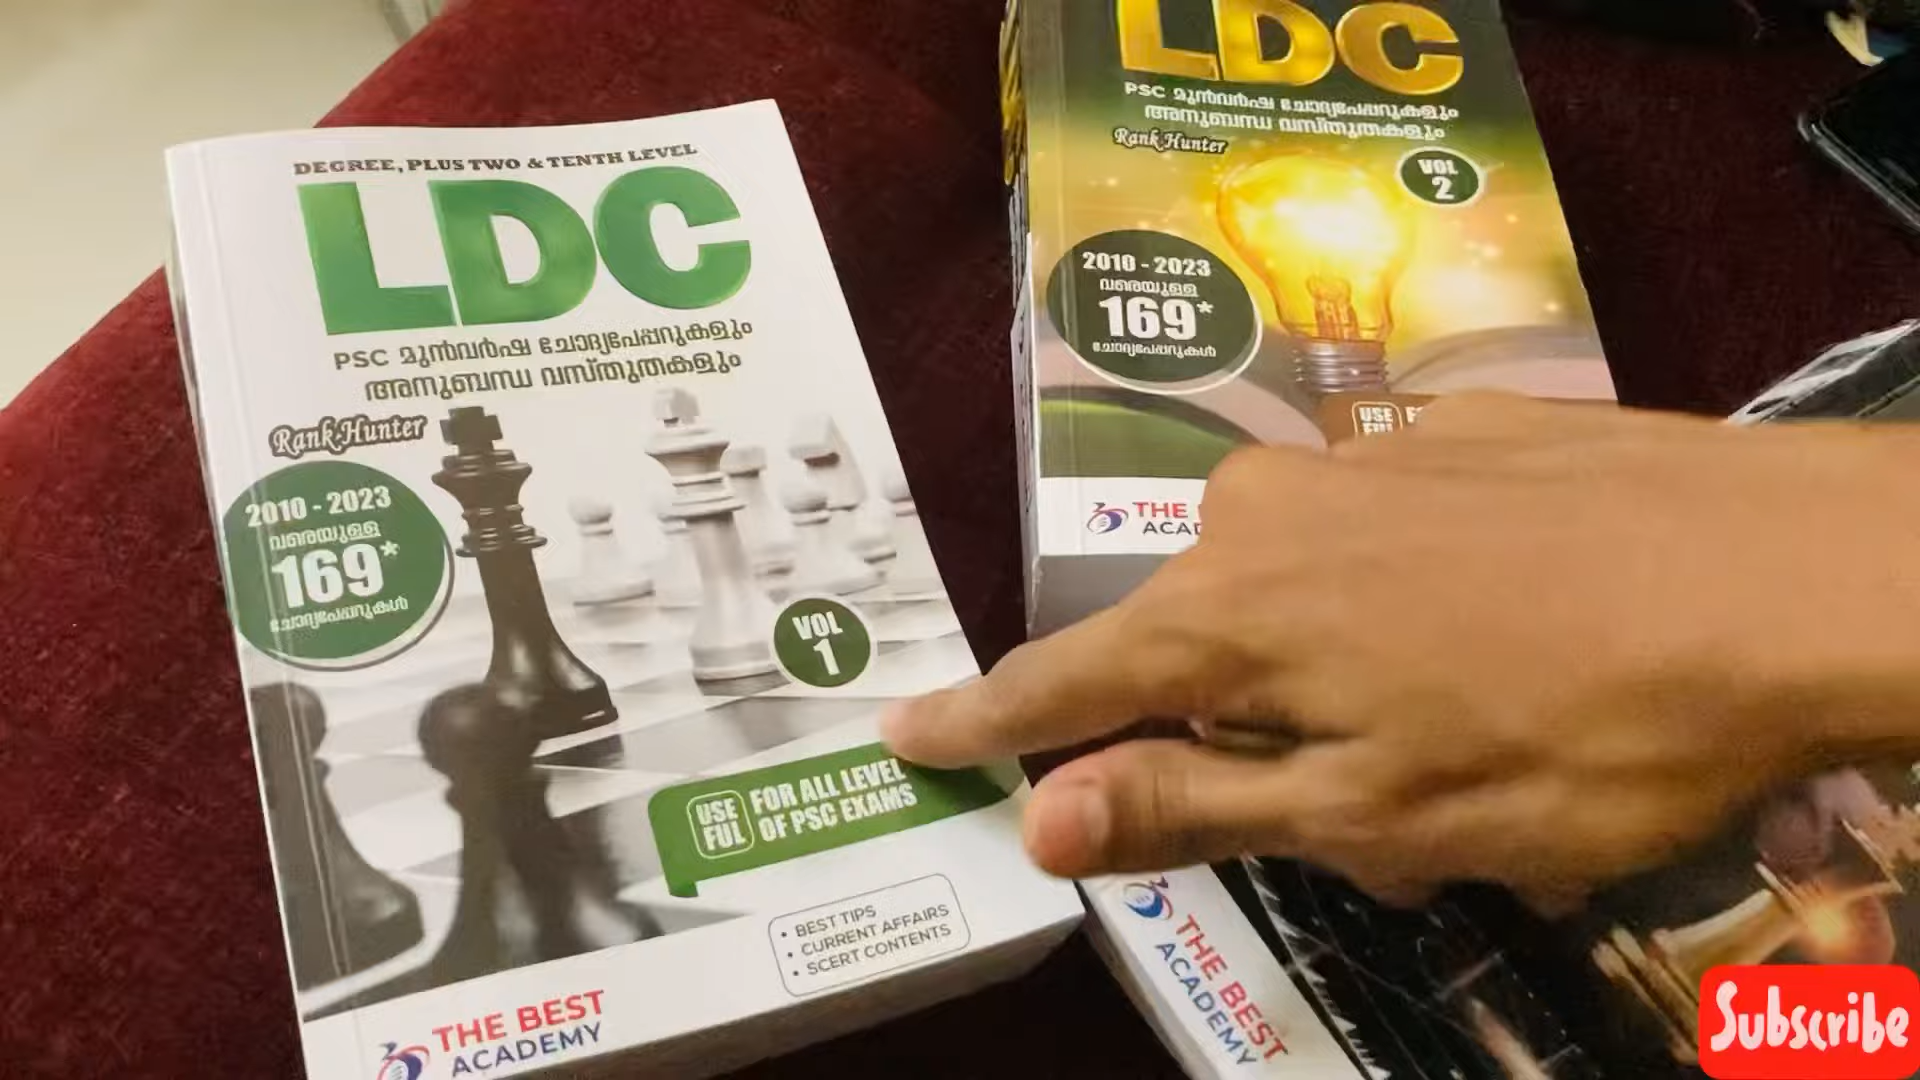 DEGREE, PLUS TWO & TENTH LEVEL
LDC
PSC മുൻവർഷ ചോദ്യപേപ്പറുകളും
അനുബന്ധ വസ്തുതകളും
Rank Hunter
2010 - 2023
വരെയുള്ള
169*
ചോദ്യപേപ്പറുകൾ
VOL
1
USE
FUL
FOR ALL LEVEL
OF PSC EXAMS
• BEST TIPS
• CURRENT AFFAIRS
• SCERT CONTENTS
THE BEST
ACADEMY
LDC
PSC മുൻവർഷ ചോദ്യപേപ്പറുകളും
അനുബന്ധ വസ്തുതകളും
Rank Hunter
VOL
2
2010 - 2023
വരെയുള്ള
169*
ചോദ്യപേപ്പറുകൾ
USE
FUL
THE
THE BEST
ACADEMY
Subscribe